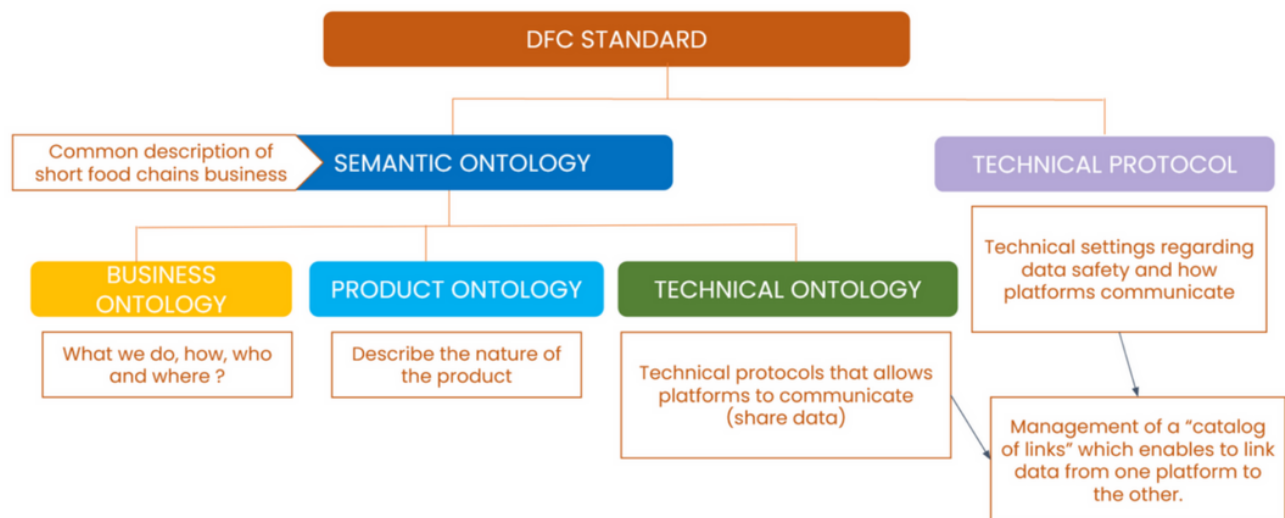 DFC STANDARD
Common description of
short food chains business
SEMANTIC ONTOLOGY
TECHNICAL PROTOCOL
BUSINESS
ONTOLOGY
PRODUCT ONTOLOGY
TECHNICAL ONTOLOGY
Technical settings regarding
data safety and how
platforms communicate
What we do, how, who
and where ?
Describe the nature of
the product
Technical protocols that allows
platforms to communicate
(share data)
Management of a “catalog
of links” which enables to link
data from one platform to
the other.